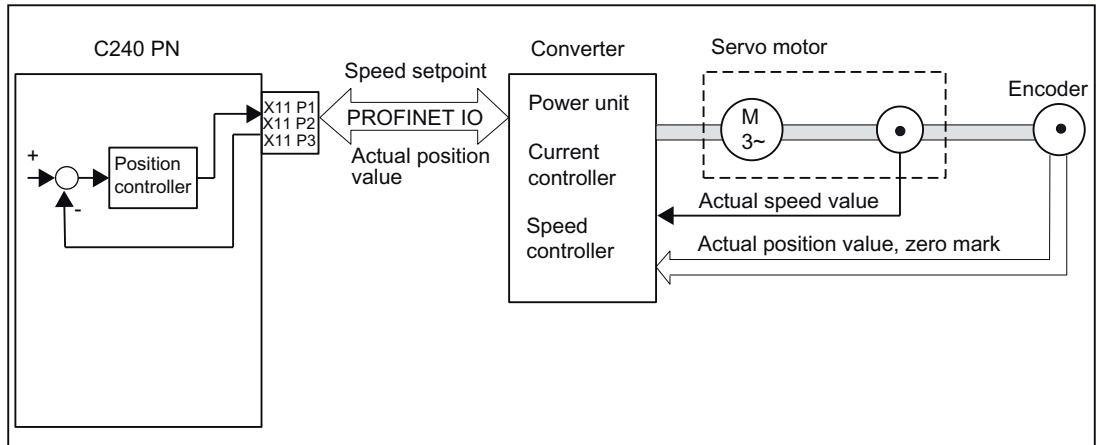 C240 PN
Converter
Servo motor
Encoder
Speed setpoint
PROFINET IO
Actual position
value
X11 P1
X11 P2
X11 P3
+
-
Position
controller
Power unit
Current
controller
Speed
controller
M
3~
Actual speed value
Actual position value, zero mark